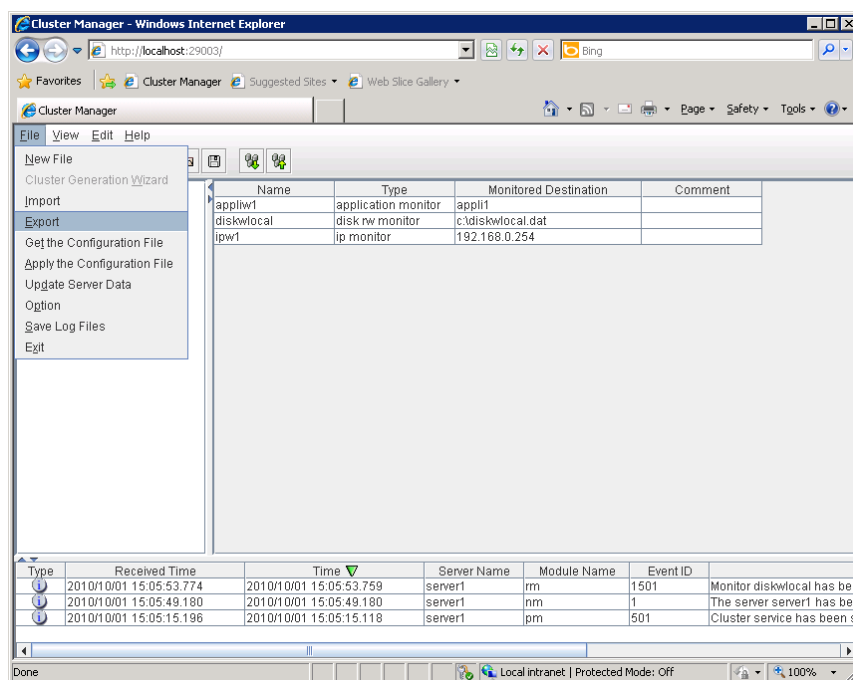 Cluster Manager - Windows Internet Explorer
http://localhost:29003/
Bing
Favorites Cluster Manager Suggested Sites Web Slice Gallery
Cluster Manager Page Safety Tools
File View Edit Help
New File
Cluster Generation Wizard
Import
Export
Get the Configuration File
Apply the Configuration File
Update Server Data
Option
Save Log Files
Exit
Name Type Monitored Destination Comment
appliw1 application monitor appli1
diskwlocal disk rw monitor c:\diskwlocal.dat
ipw1 ip monitor 192.168.0.254
Type Received Time Time Server Name Module Name Event ID
2010/10/01 15:05:53.774 2010/10/01 15:05:53.759 server1 rm 1501 Monitor diskwlocal has be
2010/10/01 15:05:49.180 2010/10/01 15:05:49.180 server1 nm 1 The server server1 has be
2010/10/01 15:05:15.196 2010/10/01 15:05:15.118 server1 pm 501 Cluster service has been s
Done Local intranet | Protected Mode: Off 100%